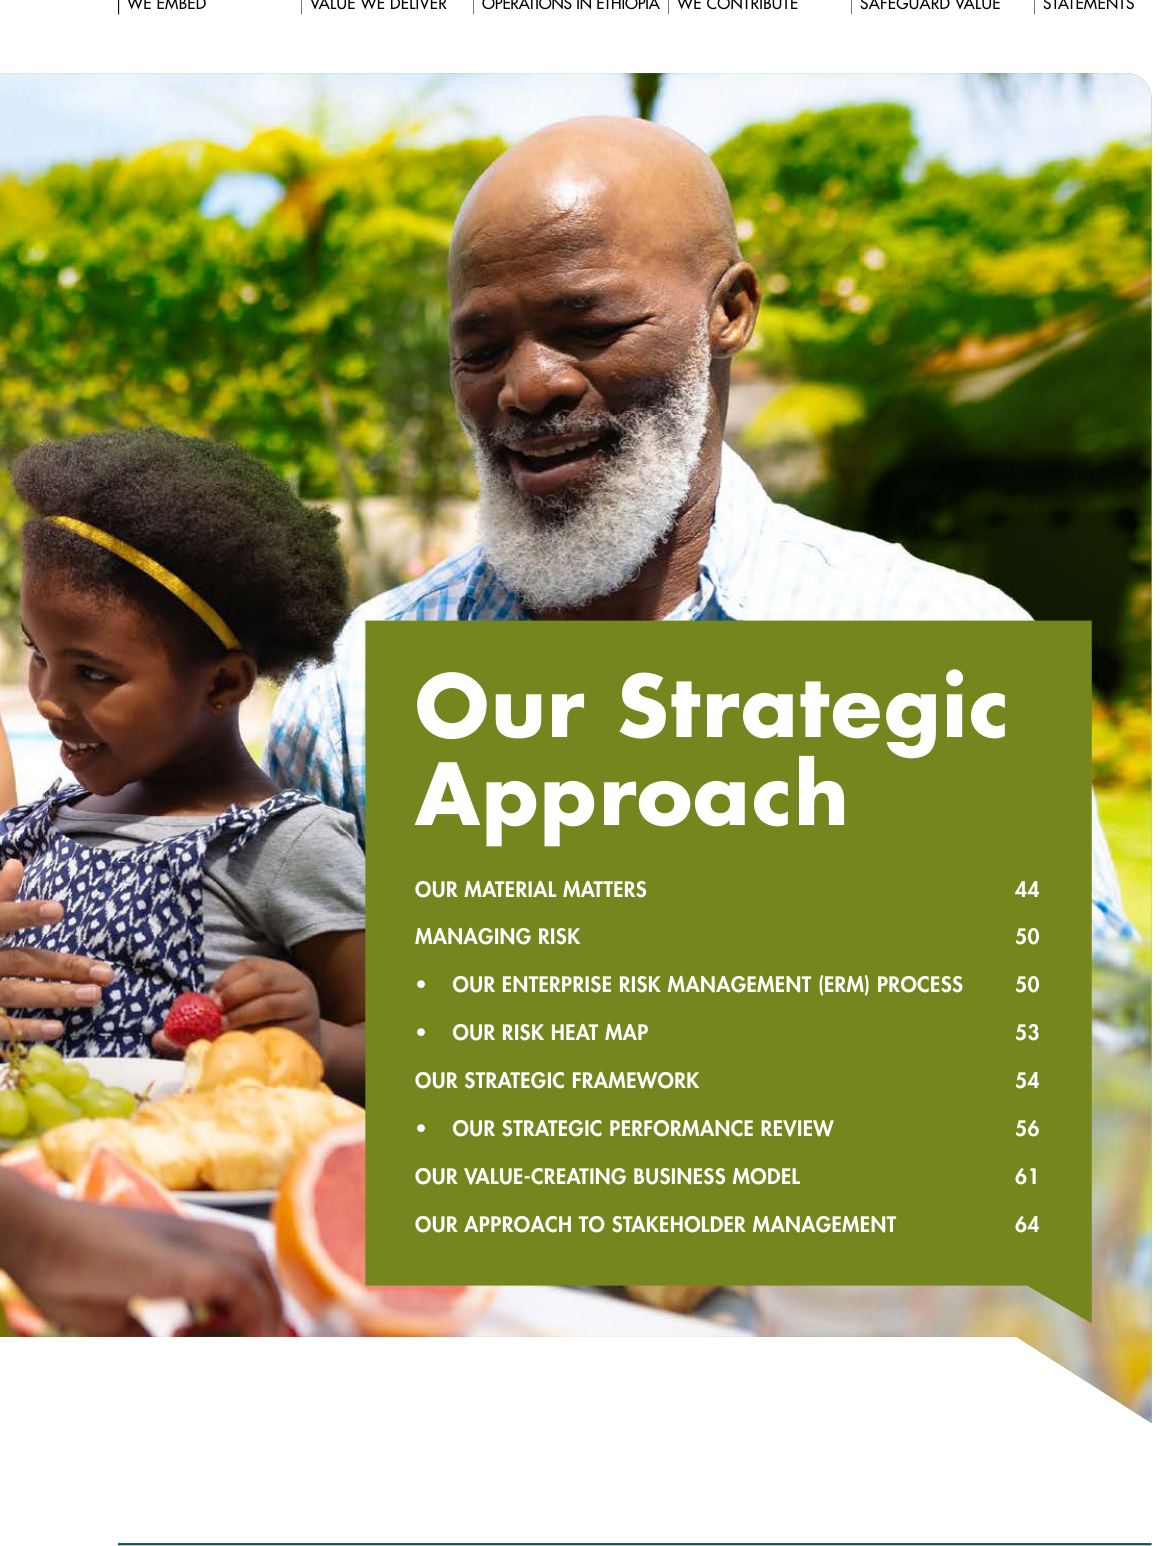 WE EMBED
VALUE WE DELIVER
OPERATIONS IN ETHIOPIA
WE CONTRIBUTE
SAFEGUARD VALUE
STATEMENTS
Our Strategic
Approach
OUR MATERIAL MATTERS 44
MANAGING RISK 50
• OUR ENTERPRISE RISK MANAGEMENT (ERM) PROCESS 50
• OUR RISK HEAT MAP 53
OUR STRATEGIC FRAMEWORK 54
• OUR STRATEGIC PERFORMANCE REVIEW 56
OUR VALUE-CREATING BUSINESS MODEL 61
OUR APPROACH TO STAKEHOLDER MANAGEMENT 64